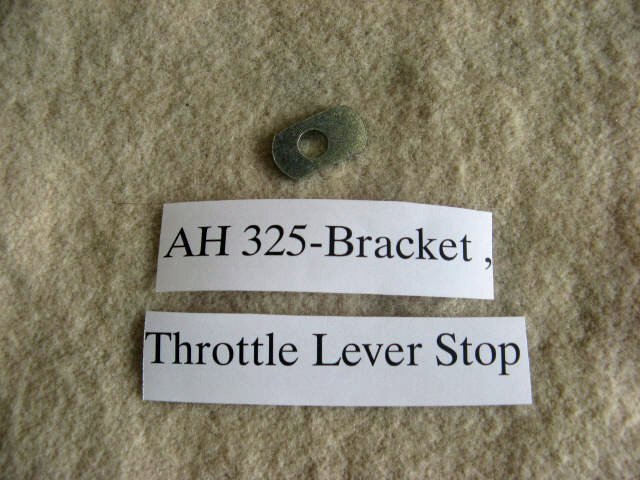 AH 325-Bracket ,
Throttle Lever Stop